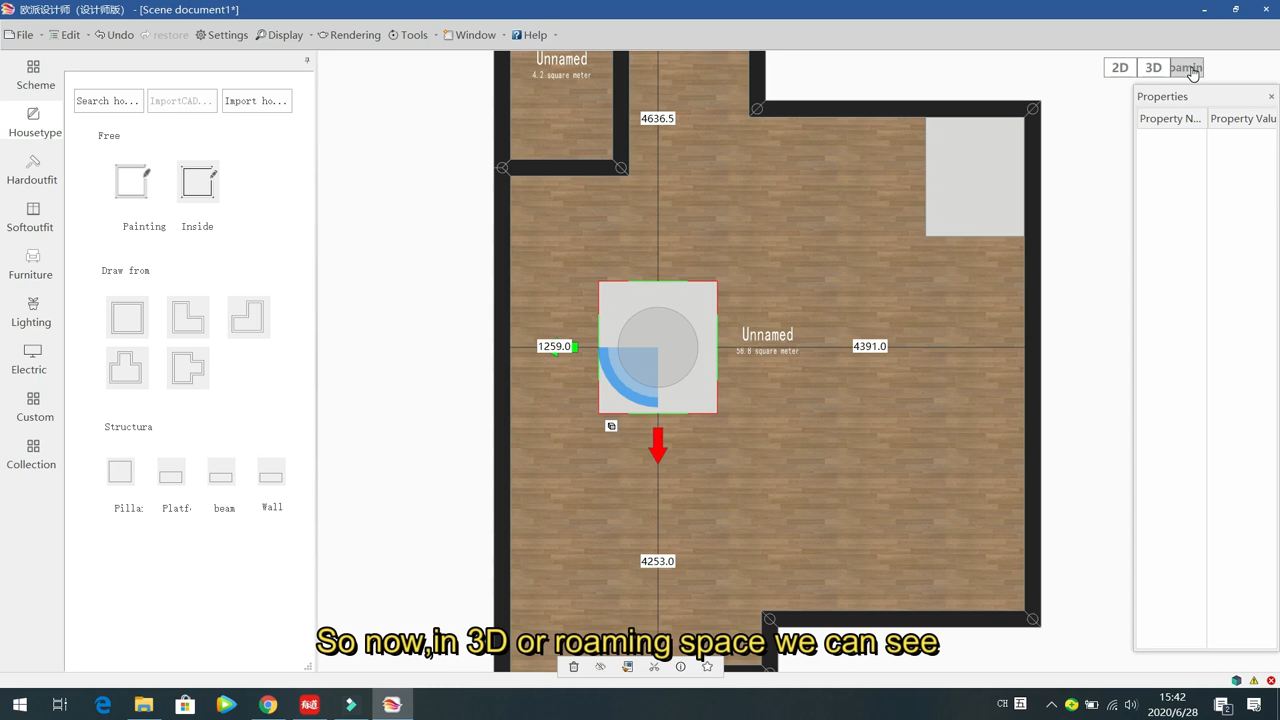 欧派设计师 (设计师版) - [Scene document1*]
File Edit Undo restore Settings Display Rendering Tools Window Help
Scheme
Housetype
Hardoutfit
Softoutfit
Furniture
Lighting
Electric
Custom
Collection
Search ho... ImportCAD... Import ho...
Free
Painting Inside
Draw from
Structura
Pilla: Platf beam Wall
Unnamed
4.2 square meter
4636.5
1259.0
Unnamed
58.8 square meter
4391.0
4253.0
2D 3D oamin
Properties
Property N... Property Valu
So now,in 3D or roaming space we can see
CH 五
15:42
2020/6/28